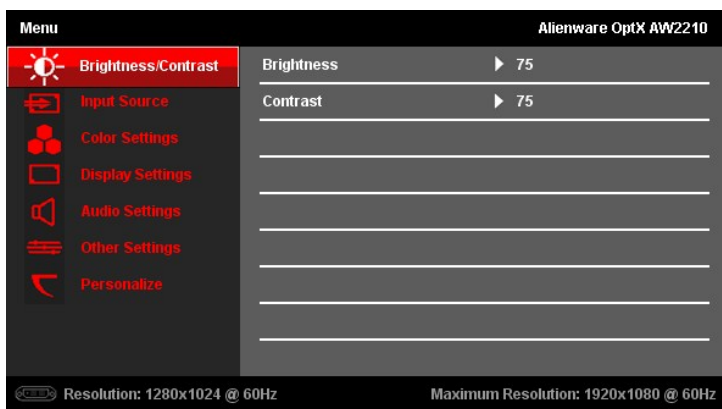 Menu Alienware OptX AW2210
Brightness/Contrast Brightness 75
Input Source Contrast 75
Color Settings
Display Settings
Audio Settings
Other Settings
Personalize
Resolution: 1280x1024 @ 60Hz Maximum Resolution: 1920x1080 @ 60Hz